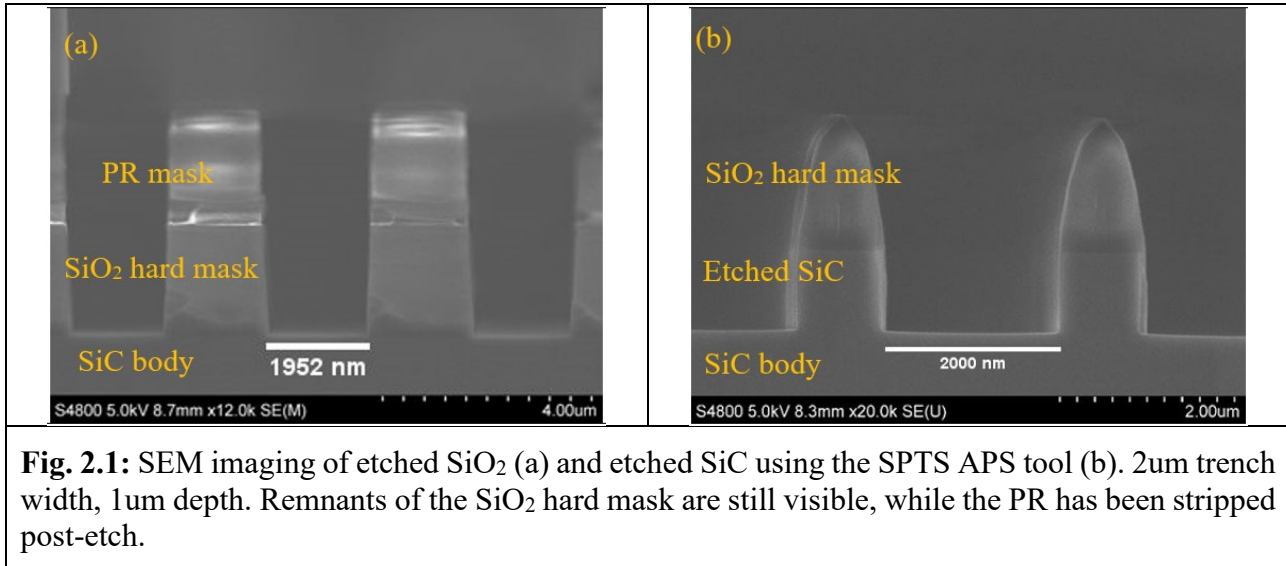 (a)
PR mask
SiO₂ hard mask
SiC body
1952 nm
S4800 5.0kV 8.7mm x12.0k SE(M)
4.00um
(b)
SiO₂ hard mask
Etched SiC
SiC body
2000 nm
S4800 5.0kV 8.3mm x20.0k SE(U)
2.00um
Fig. 2.1: SEM imaging of etched SiO₂ (a) and etched SiC using the SPTS APS tool (b). 2um trench
width, 1um depth. Remnants of the SiO₂ hard mask are still visible, while the PR has been stripped
post-etch.